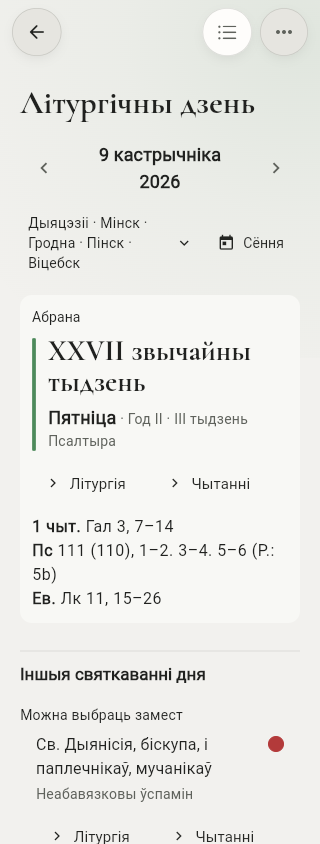 Літургічны дзень
9 кастрычніка
2026
Дыяцэзіі · Мінск ·
Гродна · Пінск ·
Віцебск
Сёння
Абрана
XXVII звычайны
тыдзень
Пятніца · Год II · III тыдзень
Псалтыра
Літургія
Чытанні
1 чыт. Гал 3, 7–14
Пс 111 (110), 1–2. 3–4. 5–6 (Р.:
5b)
Ев. Лк 11, 15–26
Іншыя святкаванні дня
Можна выбраць замест
Св. Дыянісія, біскупа, і
паплечнікаў, мучанікаў
Неабавязковы ўспамін
Літургія
Чытанні